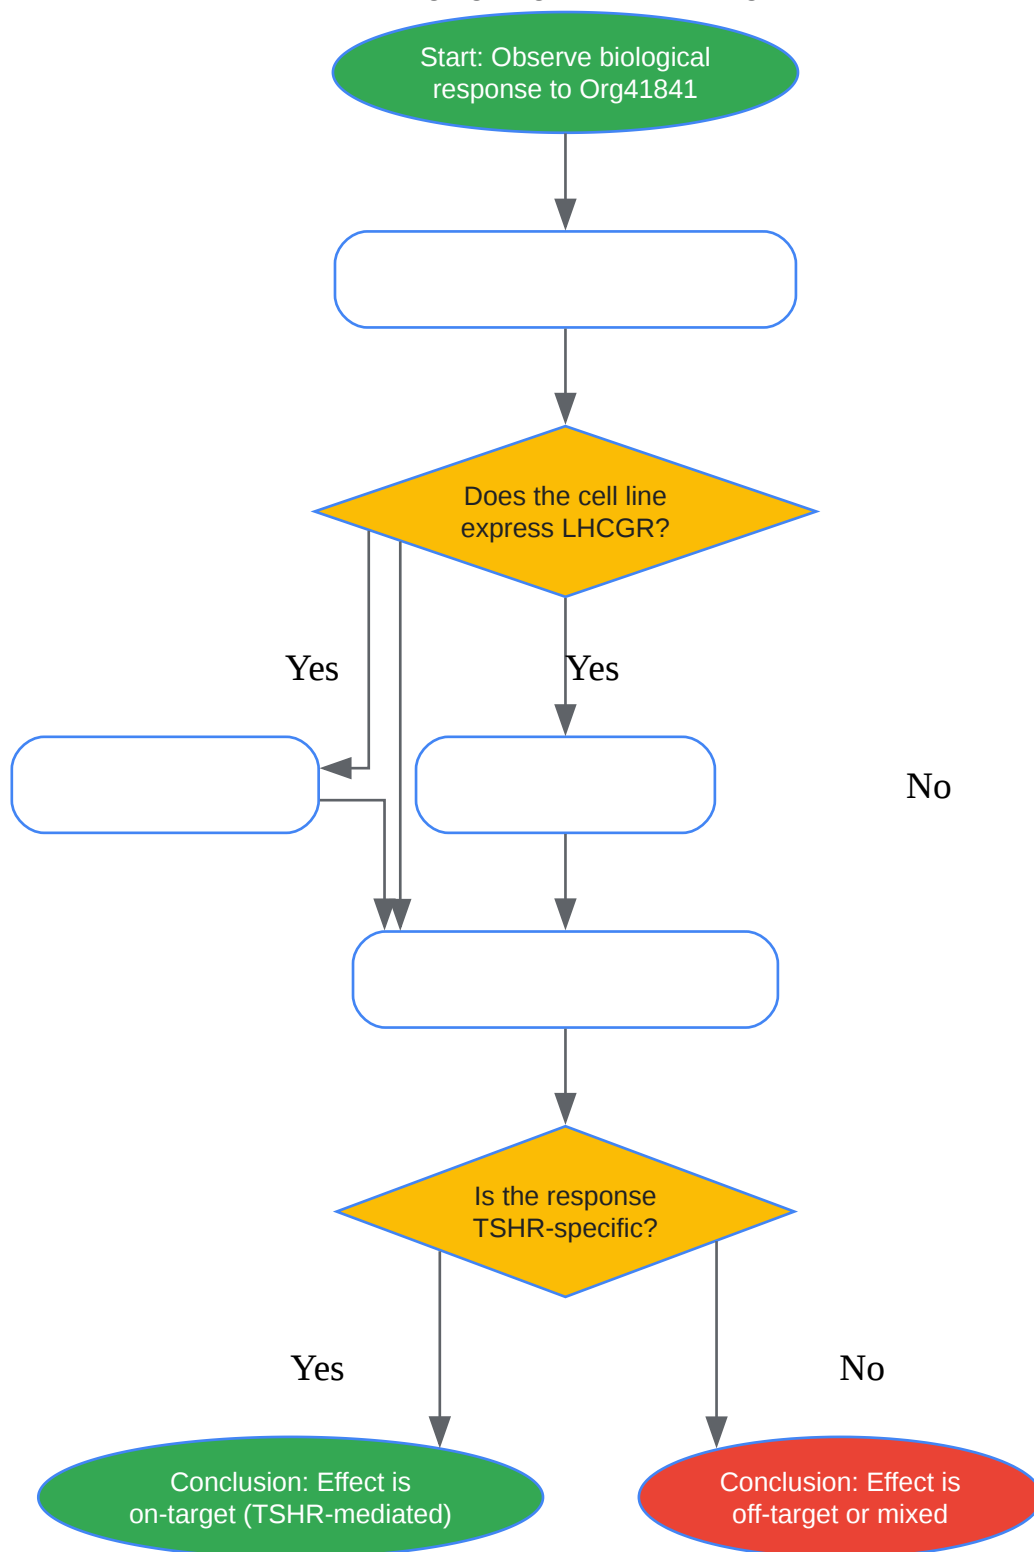 Start: Observe biological
response to Org41841
Does the cell line
express LHCGR?
Yes
Yes
No
Is the response
TSHR-specific?
Yes
No
Conclusion: Effect is
on-target (TSHR-mediated)
Conclusion: Effect is
off-target or mixed